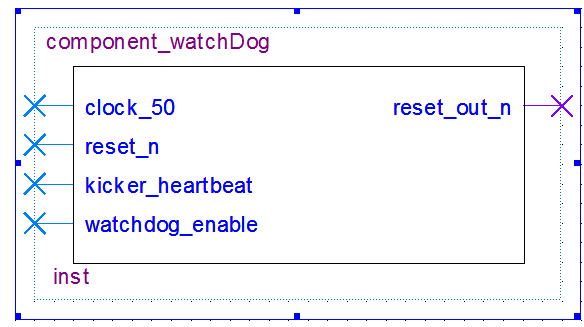 component_watchDog
clock_50
reset_out_n
reset_n
kicker_heartbeat
watchdog_enable
inst